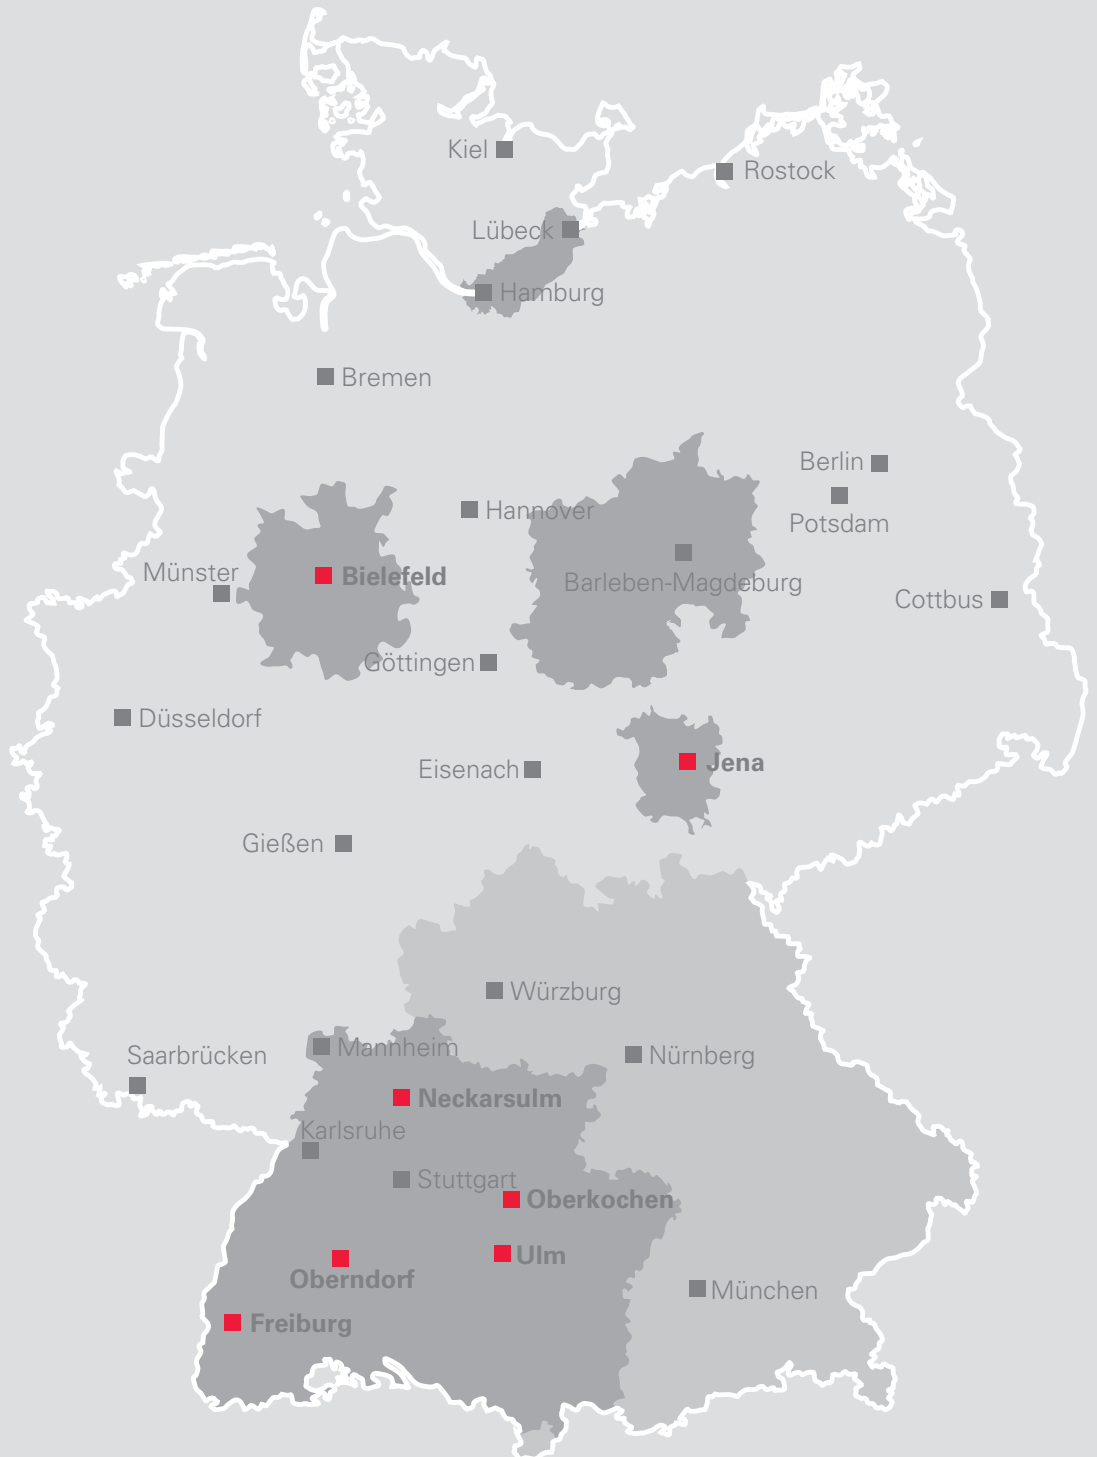 Kiel
Rostock
Lübeck
Hamburg
Bremen
Berlin
Hannover
Potsdam
Münster
Bielefeld
Barleben-Magdeburg
Cottbus
Göttingen
Düsseldorf
Eisenach
Jena
Gießen
Würzburg
Saarbrücken
Mannheim
Nürnberg
Neckarsulm
Karlsruhe
Stuttgart
Oberkochen
Ulm
Oberndorf
München
Freiburg